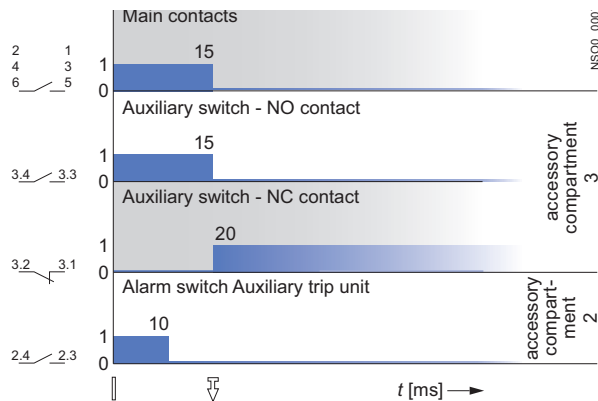 Main contacts
NSO0_000
2 1
4 3
6 5
15
1
0
Auxiliary switch - NO contact
15
1
0
3.4 3.3
accessory
compartment
3
Auxiliary switch - NC contact
20
1
0
3.2 3.1
Alarm switch Auxiliary trip unit
10
1
0
2.4 2.3
accessory
compart-
ment
2
t [ms]